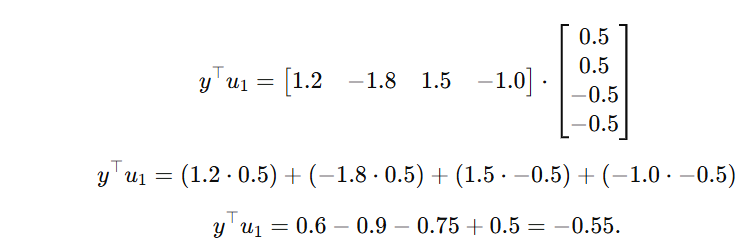 y⊤u₁ = [1.2 −1.8 1.5 −1.0] · [0.5 0.5 −0.5 −0.5]
y⊤u₁ = (1.2 · 0.5) + (−1.8 · 0.5) + (1.5 · −0.5) + (−1.0 · −0.5)
y⊤u₁ = 0.6 − 0.9 − 0.75 + 0.5 = −0.55.